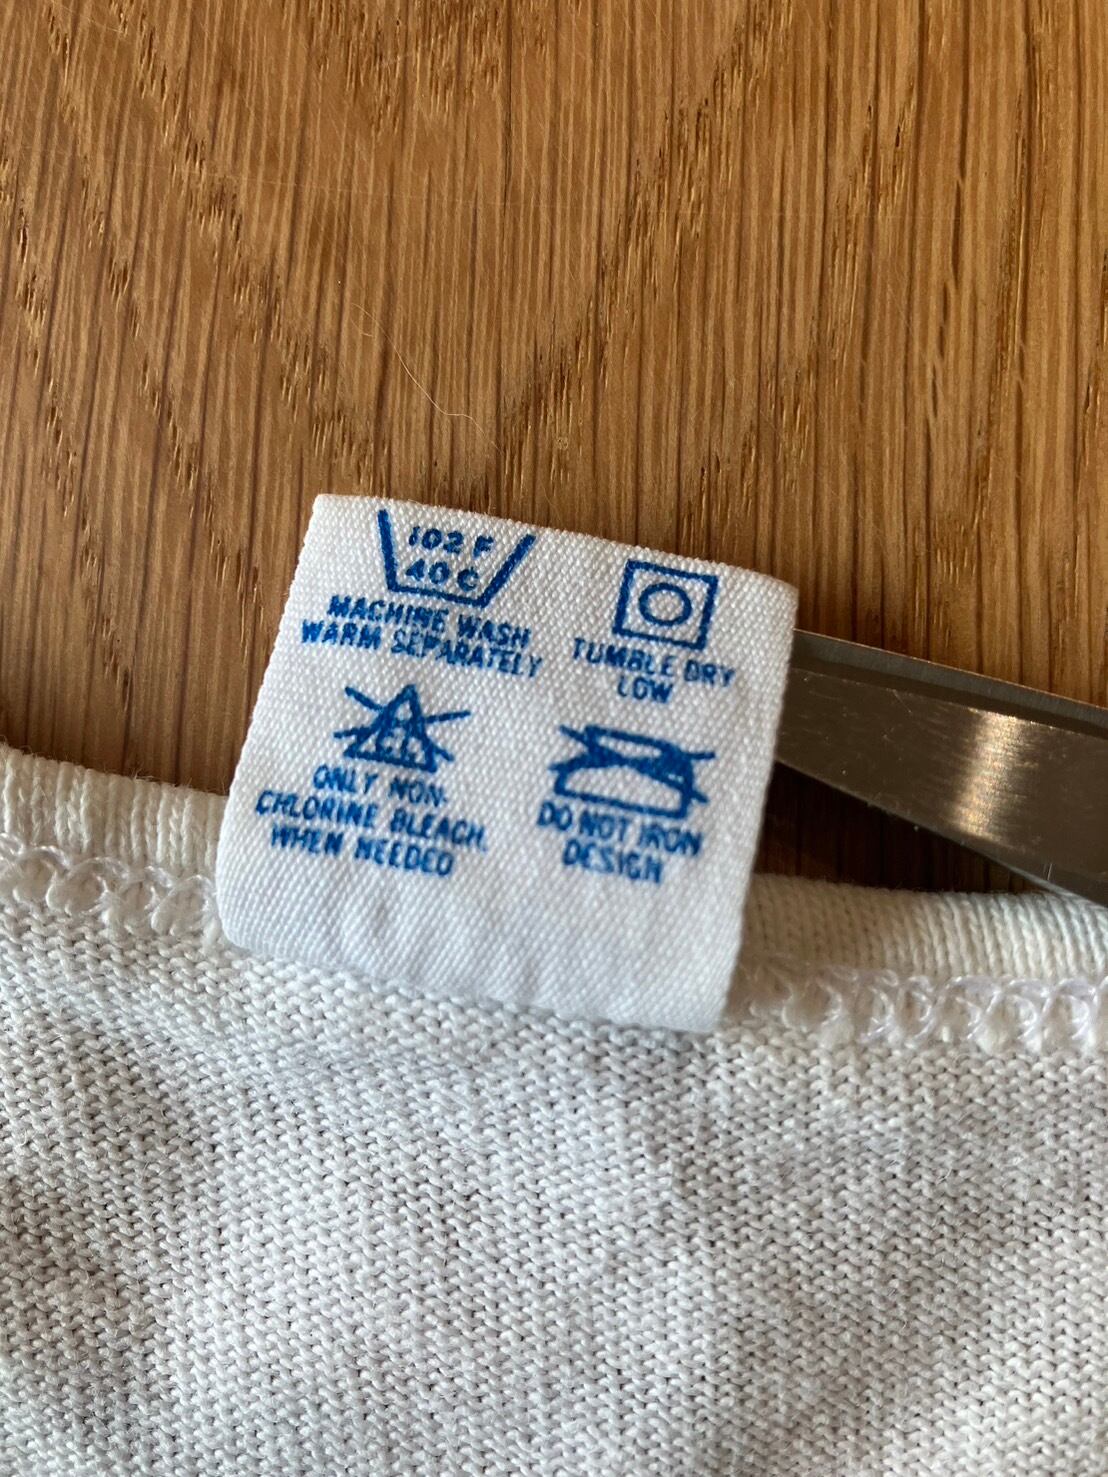 102 F
40 C
MACHINE WASH
WARM SEPARATELY
TUMBLE DRY
LOW
CL
ONLY NON-
CHLORINE BLEACH,
WHEN NEEDED
DO NOT IRON
DESIGN